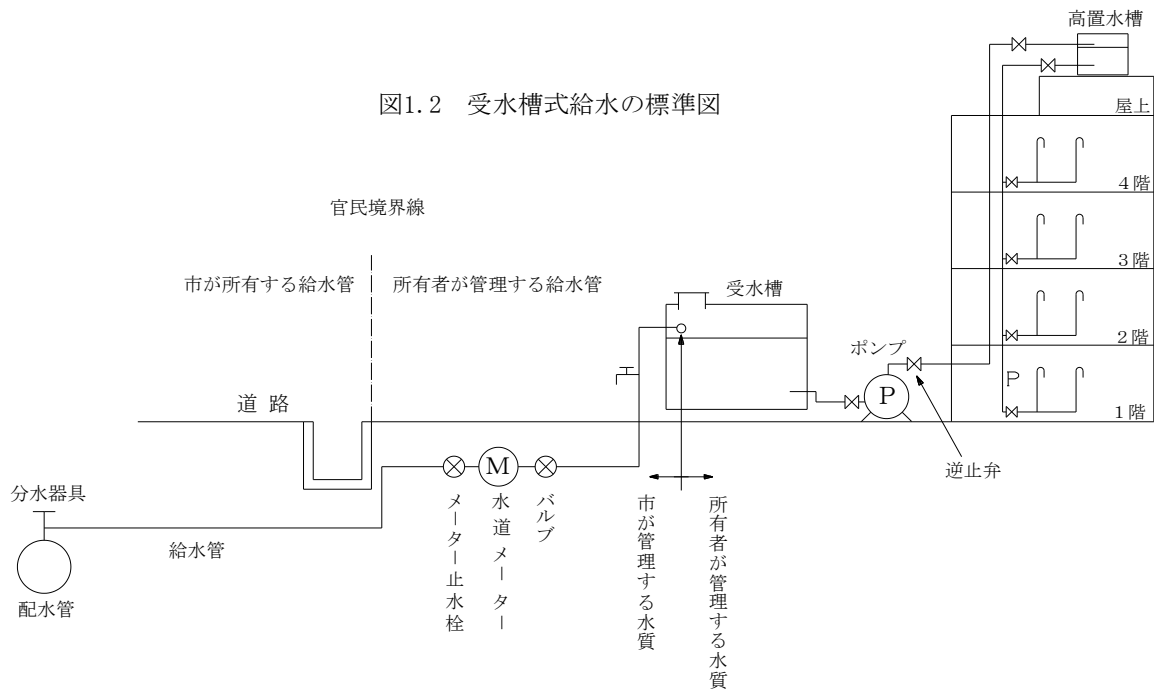 高置水槽
図1.2 受水槽式給水の標準図
屋上
4階
官民境界線
3階
市が所有する給水管
所有者が管理する給水管
受水槽
2階
ポンプ
P
P
道 路
1階
逆止弁
M
分水器具
給水管
配水管
メーター止水栓
水道メーター
バルブ
市が管理する水質
所有者が管理する水質